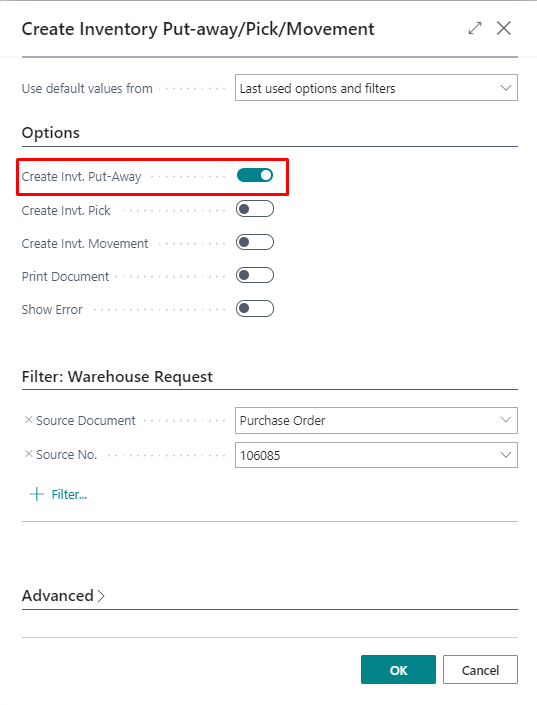 Create Inventory Put-away/Pick/Movement
Use default values from
Last used options and filters
Options
Create Invt. Put-Away
Create Invt. Pick
Create Invt. Movement
Print Document
Show Error
Filter: Warehouse Request
Source Document
Purchase Order
Source No.
106085
Filter...
Advanced
OK
Cancel